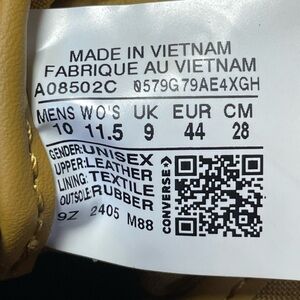 MADE IN VIETNAM
FABRIQUE AU VIETNAM
A08502C 0579G79AE4XGH
MENS WO'S UK EUR CM
10 11.5 9 44 28
GENDER: UNISEX
UPPER: LEATHER
LINING: TEXTILE
OUTSOLE: RUBBER
9Z 2405 M88
CONVERSE